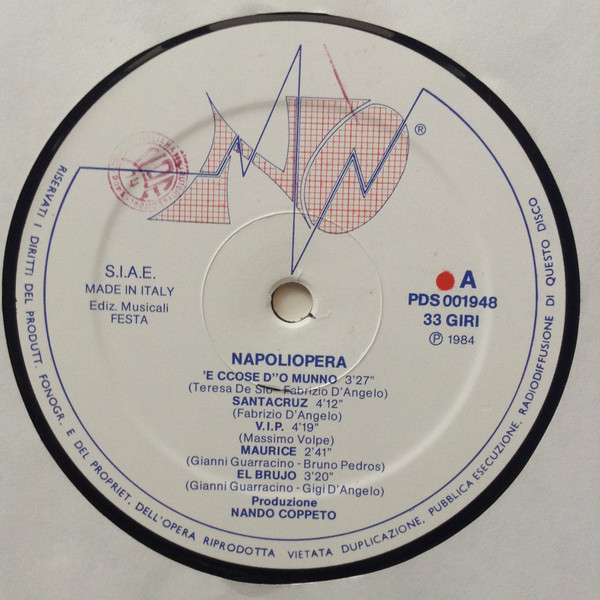 ®
S.I.A.E.
MADE IN ITALY
Ediz. Musicali
FESTA
A
PDS 001948
33 GIRI
Ⓟ 1984
NAPOLIOPERA
'E CCOSE D''O MUNNO 3'27"
(Teresa De Sio - Fabrizio D'Angelo)
SANTACRUZ 4'12"
(Fabrizio D'Angelo)
V.I.P. 4'19"
(Massimo Volpe)
MAURICE 2'41"
(Gianni Guarracino - Bruno Pedros)
EL BRUJO 3'20"
(Gianni Guarracino - Gigi D'Angelo)
Produzione
NANDO COPPETO
RISERVATI I DIRITTI DEL PRODUTT. FONOGR. E DEL PROPRIET. DELL'OPERA RIPRODOTTA VIETATA DUPLICAZIONE, PUBBLICA ESECUZIONE, RADIODIFFUSIONE DI QUESTO DISCO